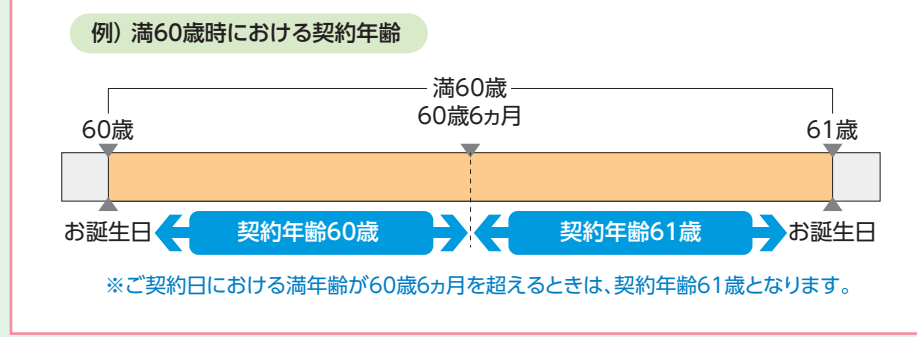 例）満60歳時における契約年齢
満60歳
60歳6ヵ月
60歳
61歳
お誕生日
契約年齢60歳
契約年齢61歳
お誕生日
※ご契約日における満年齢が60歳6ヵ月を超えるときは、契約年齢61歳となります。